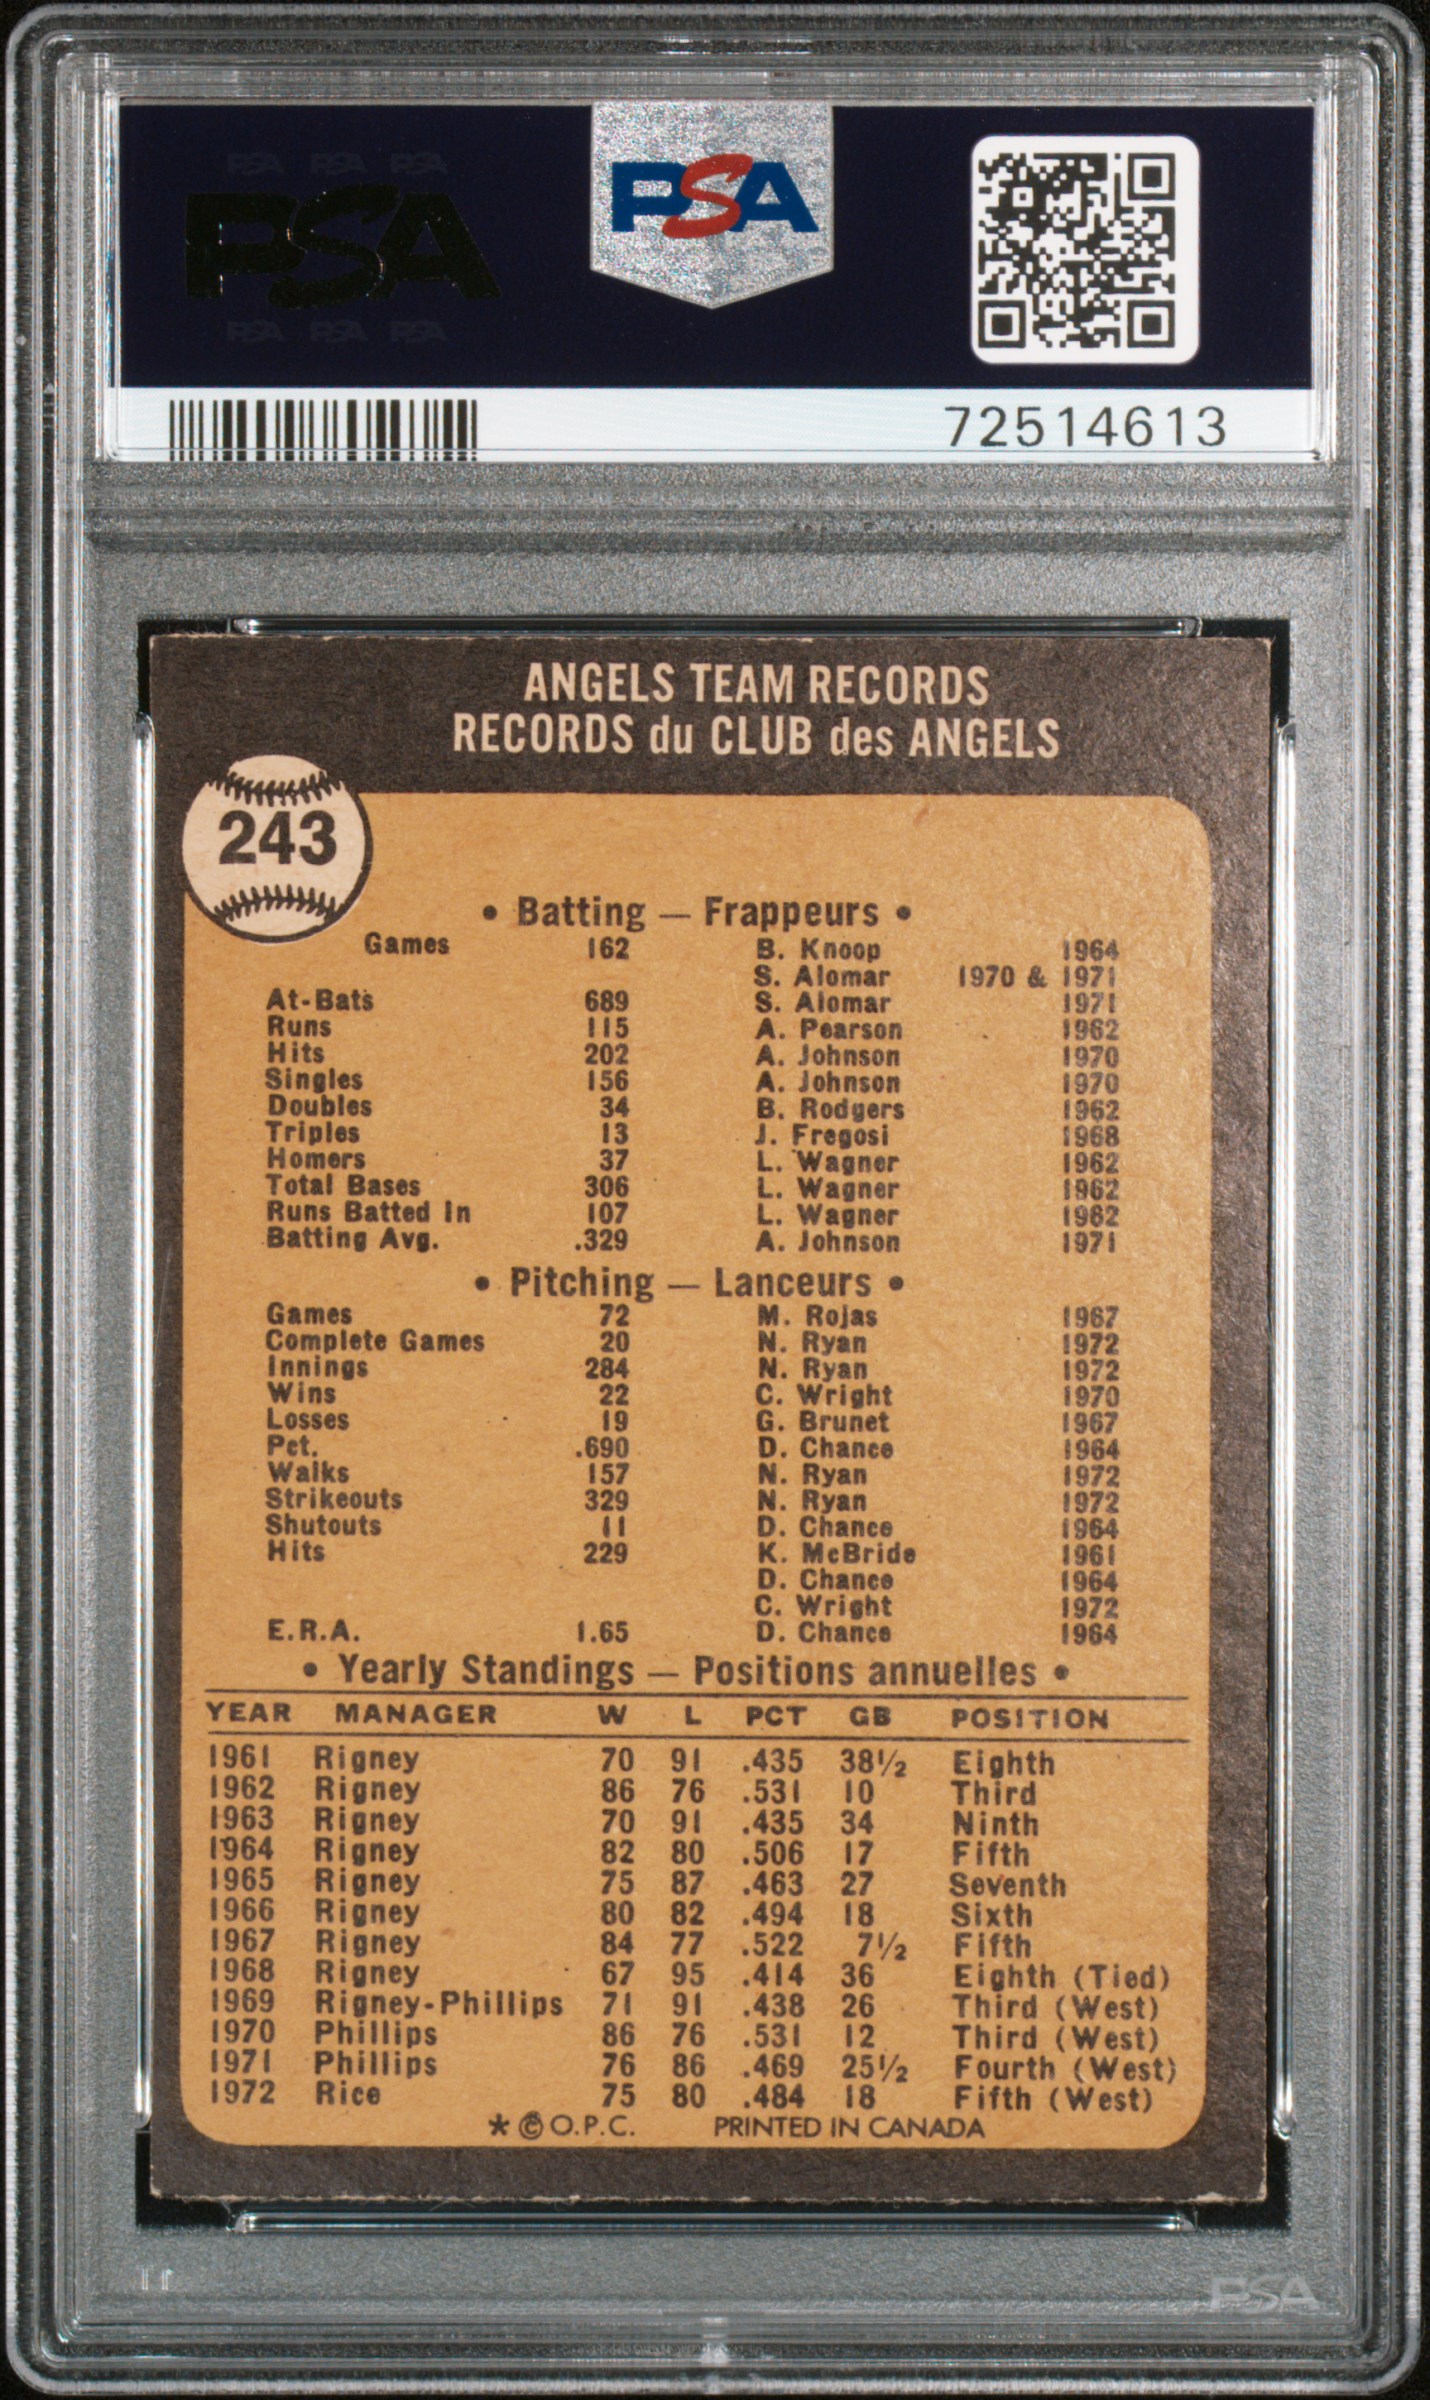 PSA PSA PSA
PSA
PSA PSA PSA
PSA
72514613
ANGELS TEAM RECORDS
RECORDS du CLUB des ANGELS
243
• Batting — Frappeurs •
Games 162 B. Knoop 1964
S. Alomar 1970 & 1971
At-Bats 689 S. Alomar 1971
Runs 115 A. Pearson 1962
Hits 202 A. Johnson 1970
Singles 156 A. Johnson 1970
Doubles 34 B. Rodgers 1962
Triples 13 J. Fregosi 1968
Homers 37 L. Wagner 1962
Total Bases 306 L. Wagner 1962
Runs Batted In 107 L. Wagner 1962
Batting Avg. .329 A. Johnson 1971
• Pitching — Lanceurs •
Games 72 M. Rojas 1967
Complete Games 20 N. Ryan 1972
Innings 284 N. Ryan 1972
Wins 22 C. Wright 1970
Losses 19 G. Brunet 1967
Pct. .690 D. Chance 1964
Walks 157 N. Ryan 1972
Strikeouts 329 N. Ryan 1972
Shutouts 11 D. Chance 1964
Hits 229 K. McBride 1961
D. Chance 1964
C. Wright 1972
E.R.A. 1.65 D. Chance 1964
• Yearly Standings — Positions annuelles •
YEAR MANAGER W L PCT GB POSITION
1961 Rigney 70 91 .435 38½ Eighth
1962 Rigney 86 76 .531 10 Third
1963 Rigney 70 91 .435 34 Ninth
1964 Rigney 82 80 .506 17 Fifth
1965 Rigney 75 87 .463 27 Seventh
1966 Rigney 80 82 .494 18 Sixth
1967 Rigney 84 77 .522 7½ Fifth
1968 Rigney 67 95 .414 36 Eighth (Tied)
1969 Rigney-Phillips 71 91 .438 26 Third (West)
1970 Phillips 86 76 .531 12 Third (West)
1971 Phillips 76 86 .469 25½ Fourth (West)
1972 Rice 75 80 .484 18 Fifth (West)
* © O.P.C. PRINTED IN CANADA
PSA